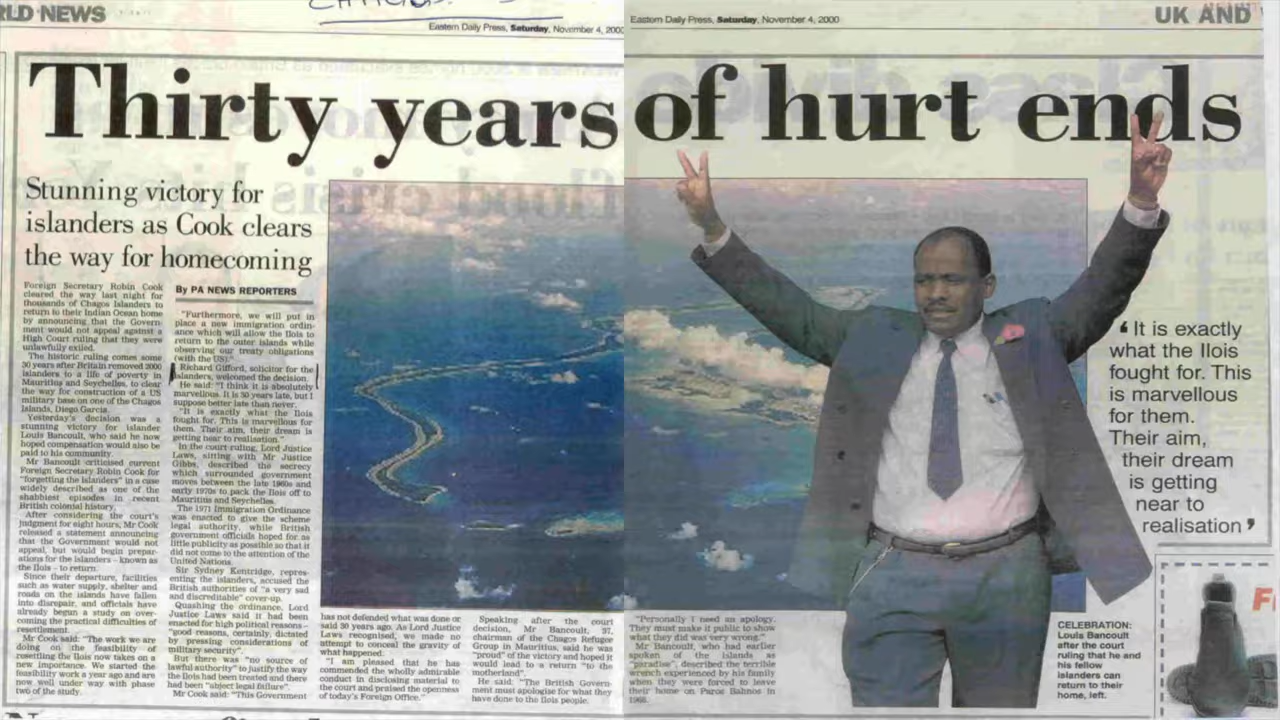 RLD NEWS
Eastern Daily Press, Saturday, November 4, 2000
Eastern Daily Press, Saturday, November 4, 2000
UK AND
Thirty years of hurt ends
Stunning victory for
islanders as Cook clears
the way for homecoming
Foreign Secretary Robin Cook
cleared the way last night for
thousands of Chagos Islanders to
return to their Indian Ocean home
by announcing that the Govern-
ment would not appeal against a
High Court ruling that they were
unlawfully exiled.
The historic ruling comes some
30 years after Britain removed 2000
islanders to a life of poverty in
Mauritius and Seychelles, to clear
the way for construction of a US
military base on one of the Chagos
Islands, Diego Garcia.
Yesterday's decision was a
stunning victory for islander
Louis Bancoult, who said he now
hoped compensation would also be
paid to his community.
Mr Bancoult criticised current
Foreign Secretary Robin Cook for
"forgetting the islanders" in a case
widely described as one of the
shabbiest episodes in recent
British colonial history.
After considering the court's
judgment for eight hours, Mr Cook
released a statement announcing
that the Government would not
appeal, but would begin prepar-
ations for the islanders – known as
the Ilois – to return.
Since their departure, facilities
such as water supply, shelter and
roads on the islands have fallen
into disrepair, and officials have
already begun a study on over-
coming the practical difficulties of
resettlement.
Mr Cook said: "The work we are
doing on the feasibility of
resettling the Ilois now takes on a
new importance. We started the
feasibility work a year ago and are
now well under way with phase
two of the study.
By PA NEWS REPORTERS
"Furthermore, we will put in
place a new immigration ordin-
ance which will allow the Ilois to
return to the outer islands while
observing our treaty obligations
(with the US)."
Richard Gifford, solicitor for the
islanders, welcomed the decision.
He said: "I think it is absolutely
marvellous. It is 30 years late, but I
suppose better late than never.
"It is exactly what the Ilois
fought for. This is marvellous for
them. Their aim, their dream is
getting near to realisation."
In the court ruling, Lord Justice
Laws, sitting with Mr Justice
Gibbs, described the secrecy
which surrounded government
moves between the late 1960s and
early 1970s to pack the Ilois off to
Mauritius and Seychelles.
The 1971 Immigration Ordinance
was enacted to give the scheme
legal authority, while British
government officials hoped for as
little publicity as possible so that it
did not come to the attention of the
United Nations.
Sir Sydney Kentridge, repres-
enting the islanders, accused the
British authorities of "a very sad
and discreditable" cover-up.
Quashing the ordinance, Lord
Justice Laws said it had been
enacted for high political reasons –
"good reasons, certainly, dictated
by pressing considerations of
military security".
But there was "no source of
lawful authority" to justify the way
the Ilois had been treated and there
had been "abject legal failure".
Mr Cook said: "This Government
has not defended what was done or
said 30 years ago. As Lord Justice
Laws recognised, we made no
attempt to conceal the gravity of
what happened.
"I am pleased that he has
commended the wholly admirable
conduct in disclosing material to
the court and praised the openness
of today's Foreign Office."
Speaking after the court
decision, Mr Bancoult, 37,
chairman of the Chagos Refugee
Group in Mauritius, said he was
"proud" of the victory and hoped it
would lead to a return "to the
motherland".
He said: "The British Govern-
ment must apologise for what they
have done to the Ilois people.
"Personally I need an apology.
They must make it public to show
what they did was very wrong."
Mr Bancoult, who had earlier
spoken of the islands as
"paradise", described the terrible
wrench experienced by his family
when they were forced to leave
their home on Paros Bahnos in
1968.
CELEBRATION:
Louis Bancoult
after the court
ruling that he and
his fellow
islanders can
return to their
home, left.
‘ It is exactly
what the Ilois
fought for. This
is marvellous
for them.
Their aim,
their dream
is getting
near to
realisation ’